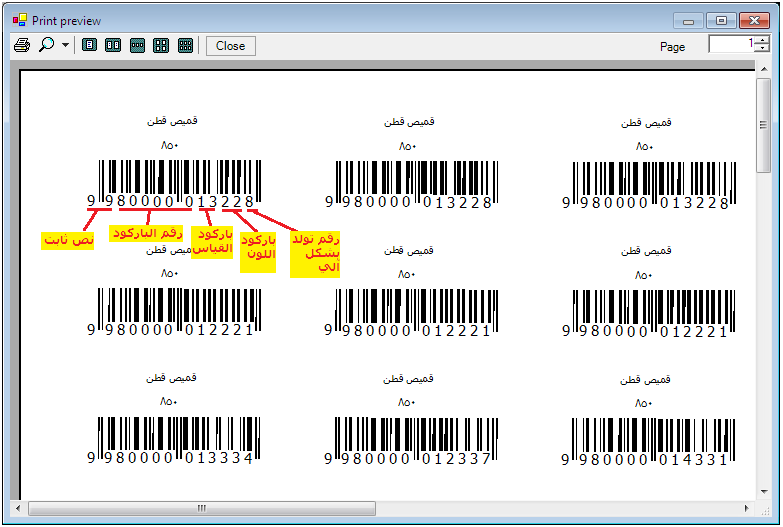 Print preview
Close
Page
1
قميص قطن قميص قطن قميص قطن
٨٥٠ ٨٥٠ ٨٥٠
9 980000 013228 9 980000 013228 9 980000 013228
نص ثابت
رقم الباركود
باركود
القياس
باركود
اللون
رقم تولد
بشكل
الي
قميص قطن قميص قطن
٨٥٠ ٨٥٠ ٨٥٠
9 980000 012221 9 980000 012221 9 980000 012221
قميص قطن قميص قطن قميص قطن
٨٥٠ ٨٥٠ ٨٥٠
9 980000 013334 9 980000 012337 9 980000 014331